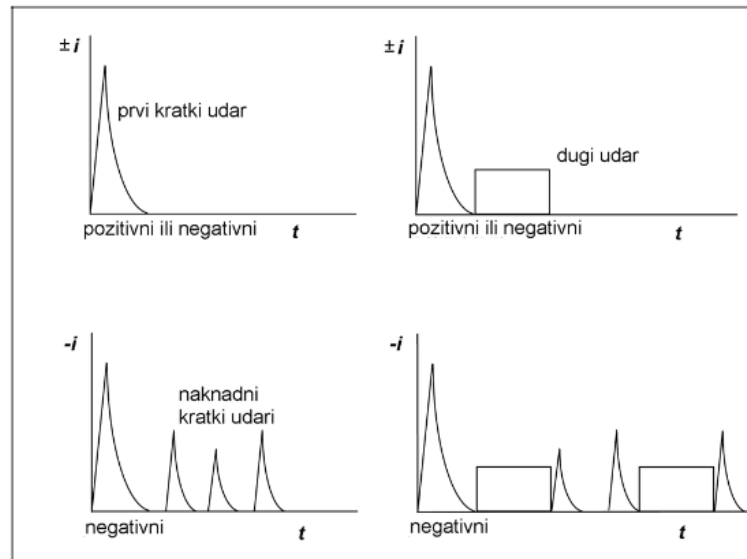 ± i
prvi kratki udar
pozitivni ili negativni t
± i
dugi udar
pozitivni ili negativni t
-i
naknadni
kratki udari
negativni t
-i
negativni t